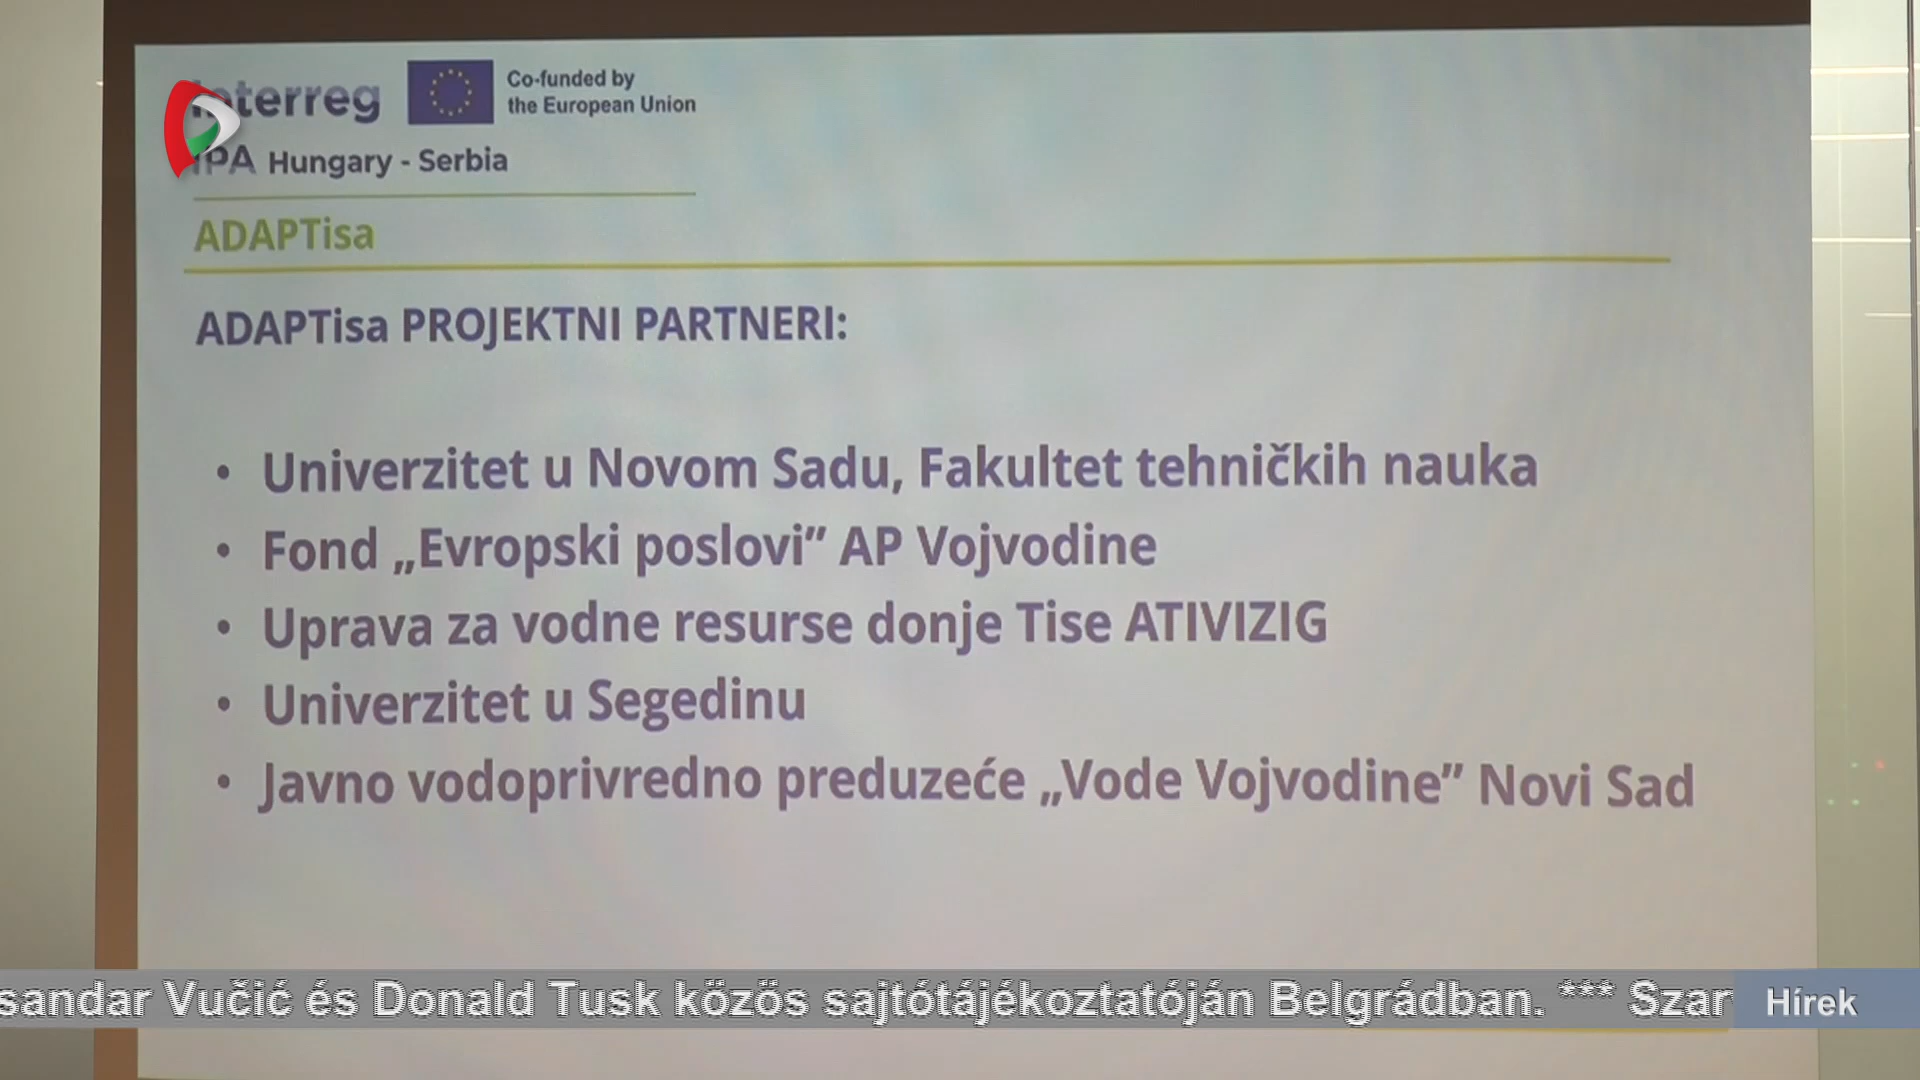 Interreg
Co-funded by
the European Union
IPA Hungary - Serbia
ADAPTisa
ADAPTisa PROJEKTNI PARTNERI:
• Univerzitet u Novom Sadu, Fakultet tehničkih nauka
• Fond „Evropski poslovi” AP Vojvodine
• Uprava za vodne resurse donje Tise ATIVIZIG
• Univerzitet u Segedinu
• Javno vodoprivredno preduzeće „Vode Vojvodine” Novi Sad
sandar Vučić és Donald Tusk közös sajtótájékoztatóján Belgrádban. *** Szar
Hírek